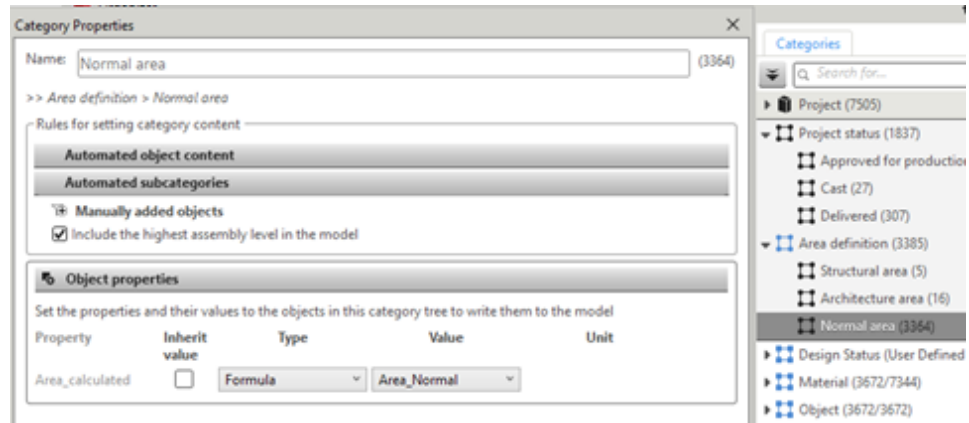 Category Properties
Name: Normal area (3364)
>> Area definition > Normal area
Rules for setting category content
Automated object content
Automated subcategories
Manually added objects
Include the highest assembly level in the model
Object properties
Set the properties and their values to the objects in this category tree to write them to the model
Property Inherit value Type Value Unit
Area_calculated Formula Area_Normal
Categories
Search for...
Project (7505)
Project status (1837)
Approved for production
Cast (27)
Delivered (307)
Area definition (3385)
Structural area (5)
Architecture area (16)
Normal area (3364)
Design Status (User Defined
Material (3672/7344)
Object (3672/3672)